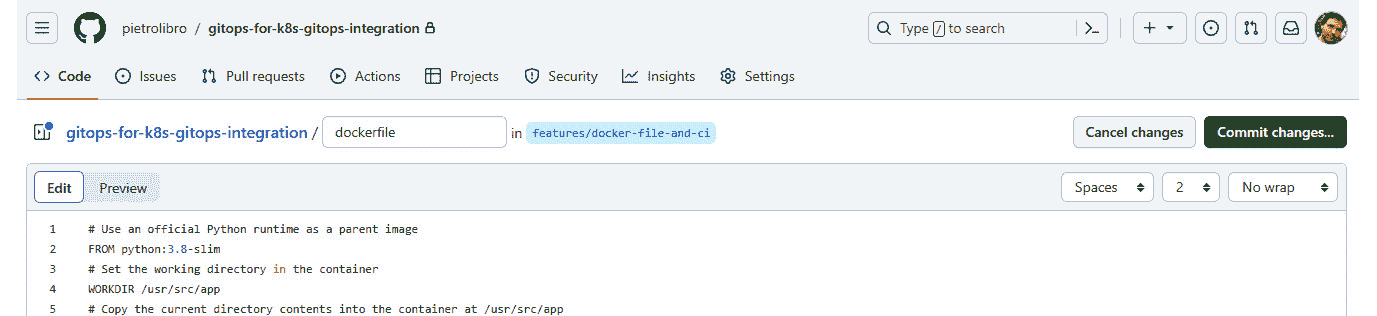 pietrolibro / gitops-for-k8s-gitops-integration
Type / to search
Code Issues Pull requests Actions Projects Security Insights Settings
gitops-for-k8s-gitops-integration / dockerfile in features/docker-file-and-ci Cancel changes Commit changes...
Edit Preview Spaces 2 No wrap
1 # Use an official Python runtime as a parent image
2 FROM python:3.8-slim
3 # Set the working directory in the container
4 WORKDIR /usr/src/app
5 # Copy the current directory contents into the container at /usr/src/app